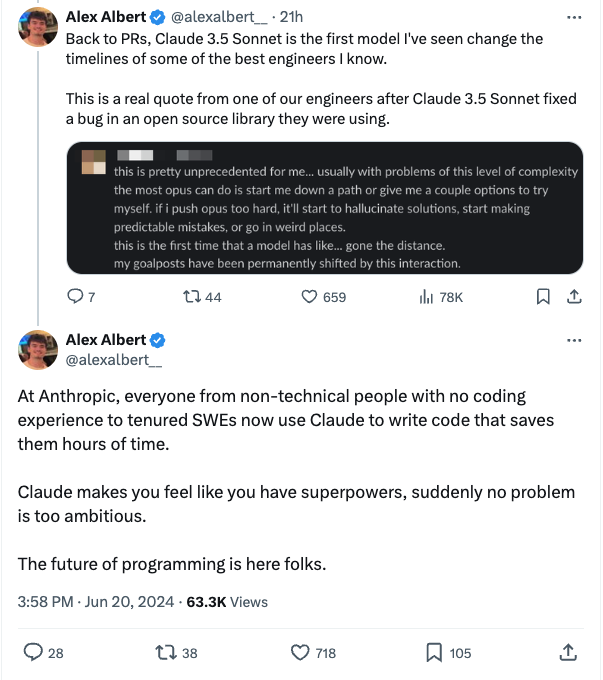 Alex Albert @alexalbert__ · 21h
Back to PRs, Claude 3.5 Sonnet is the first model I've seen change the
timelines of some of the best engineers I know.
This is a real quote from one of our engineers after Claude 3.5 Sonnet fixed
a bug in an open source library they were using.
this is pretty unprecedented for me... usually with problems of this level of complexity
the most opus can do is start me down a path or give me a couple options to try
myself. if i push opus too hard, it'll start to hallucinate solutions, start making
predictable mistakes, or go in weird places.
this is the first time that a model has like... gone the distance.
my goalposts have been permanently shifted by this interaction.
7 44 659 78K
Alex Albert
@alexalbert__
At Anthropic, everyone from non-technical people with no coding
experience to tenured SWEs now use Claude to write code that saves
them hours of time.
Claude makes you feel like you have superpowers, suddenly no problem
is too ambitious.
The future of programming is here folks.
3:58 PM · Jun 20, 2024 · 63.3K Views
28 38 718 105